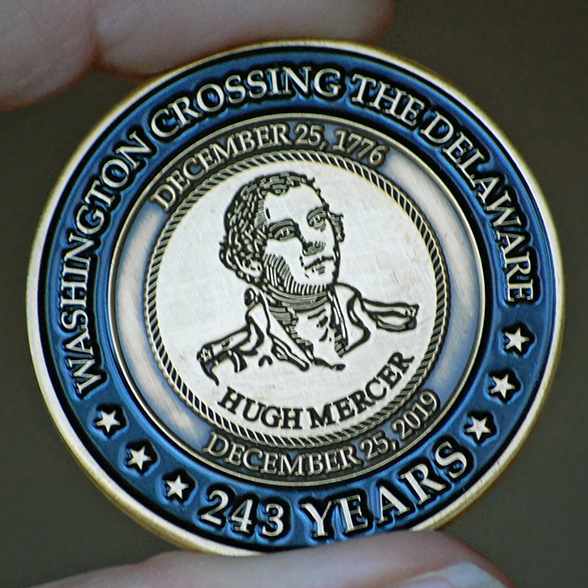 WASHINGTON CROSSING THE DELAWARE
DECEMBER 25, 1776
HUGH MERCER
DECEMBER 25, 2019
243 YEARS